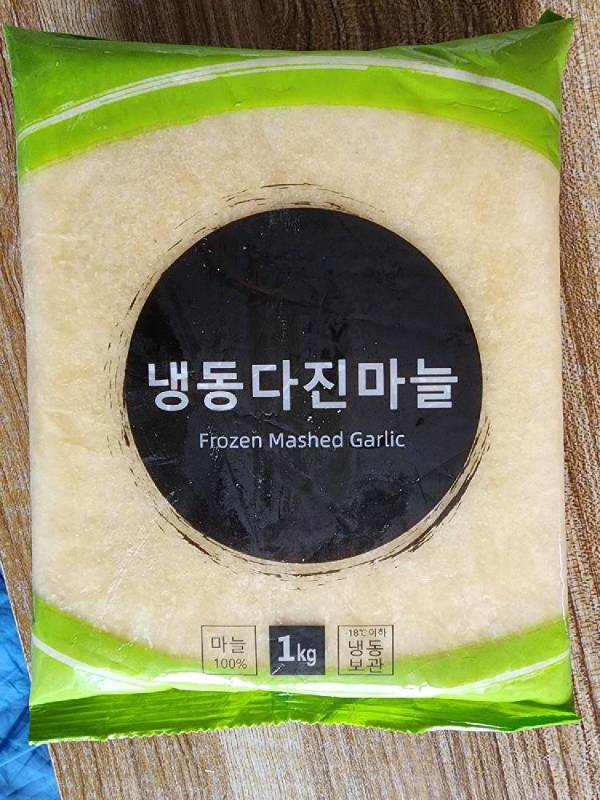 냉동다진마늘
Frozen Mashed Garlic
마늘
100%
1kg
-18℃이하
냉동
보관